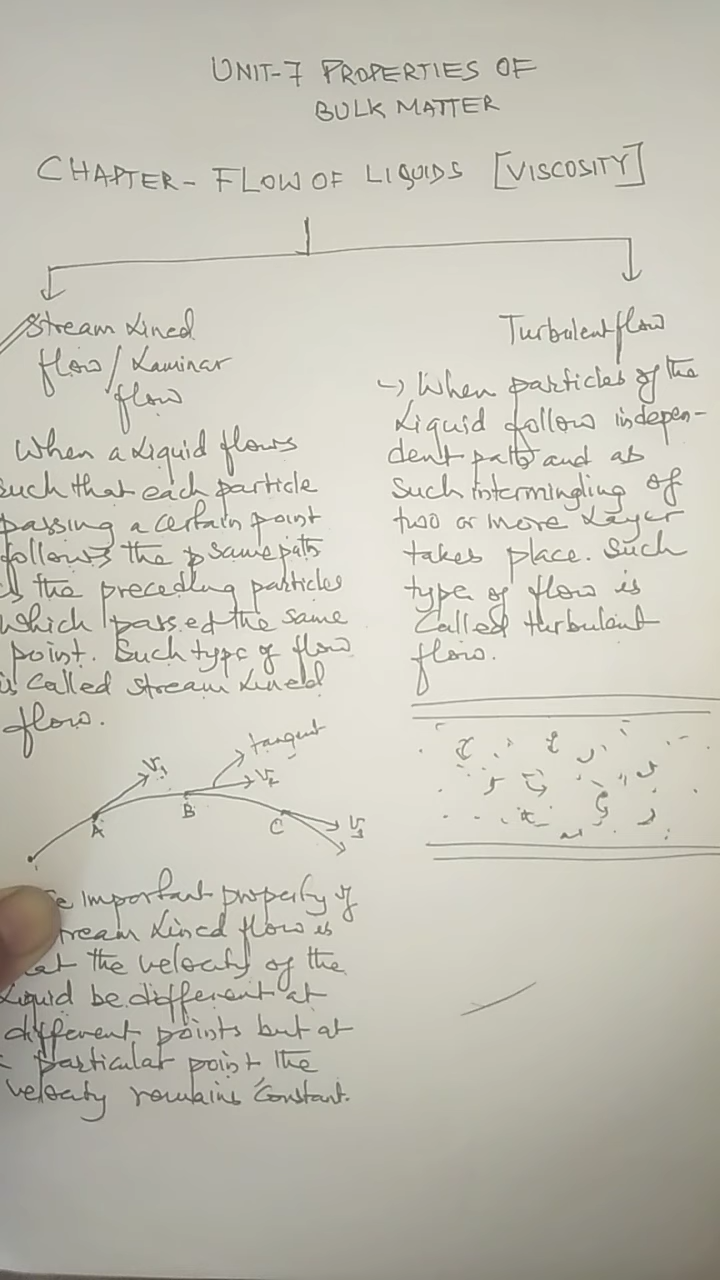 UNIT-7 PROPERTIES OF
BULK MATTER
CHAPTER- FLOW OF LIQUIDS [VISCOSITY]
Stream Lined
flow/Laminar
flow
When a Liquid flows
such that each particle
passing a certain point
follows the same path
the preceding particles
which passed the same
point. Such type of flow
is called stream Lined
flow.
V₁
tangent
V₂
A
B
C
V₃
important property of
Lined flow is
the velocity of the
Liquid be different at
different points but at
particular point the
velocity remains constant.
Turbulent flow
→ When particles of the
Liquid follow indepen-
dent path and as
such intermingling of
two or more Layer
takes place. Such
type of flow is
called turbulent
flow.